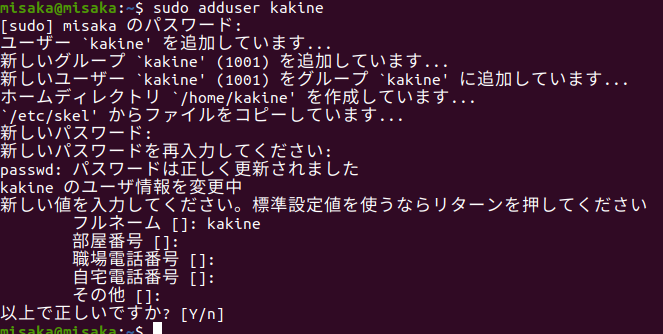 misaka@misaka:~$ sudo adduser kakine
[sudo] misaka のパスワード:
ユーザー `kakine' を追加しています...
新しいグループ `kakine' (1001) を追加しています...
新しいユーザー `kakine' (1001) をグループ `kakine' に追加しています...
ホームディレクトリ `/home/kakine' を作成しています...
`/etc/skel' からファイルをコピーしています...
新しいパスワード:
新しいパスワードを再入力してください:
passwd: パスワードは正しく更新されました
kakine のユーザ情報を変更中
新しい値を入力してください。標準設定値を使うならリターンを押してください
フルネーム []: kakine
部屋番号 []:
職場電話番号 []:
自宅電話番号 []:
その他 []:
以上で正しいですか? [Y/n]
misaka@misaka:~$